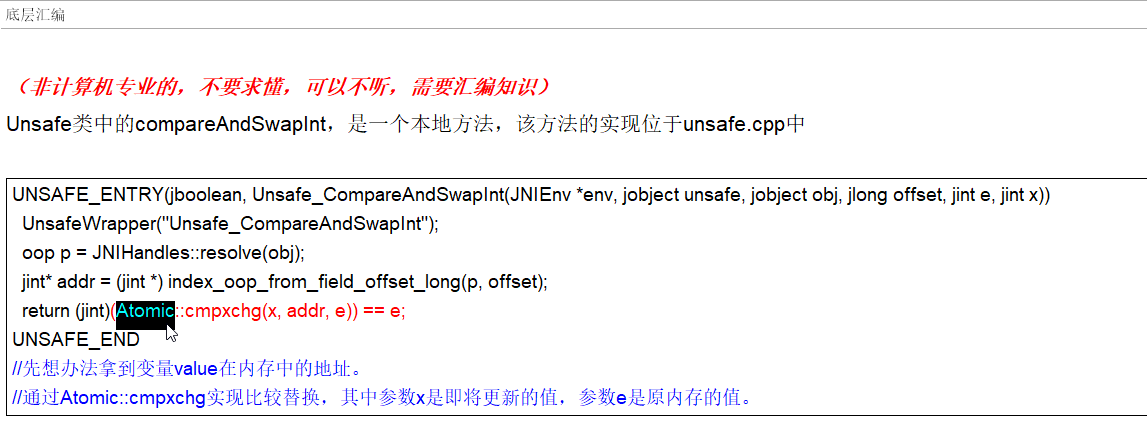 底层汇编
（非计算机专业的，不要求懂，可以不听，需要汇编知识）
Unsafe类中的compareAndSwapInt，是一个本地方法，该方法的实现位于unsafe.cpp中
UNSAFE_ENTRY(jboolean, Unsafe_CompareAndSwapInt(JNIEnv *env, jobject unsafe, jobject obj, jlong offset, jint e, jint x))
UnsafeWrapper("Unsafe_CompareAndSwapInt");
oop p = JNIHandles::resolve(obj);
jint* addr = (jint *) index_oop_from_field_offset_long(p, offset);
return (jint)(Atomic::cmpxchg(x, addr, e)) == e;
UNSAFE_END
//先想办法拿到变量value在内存中的地址。
//通过Atomic::cmpxchg实现比较替换，其中参数x是即将更新的值，参数e是原内存的值。